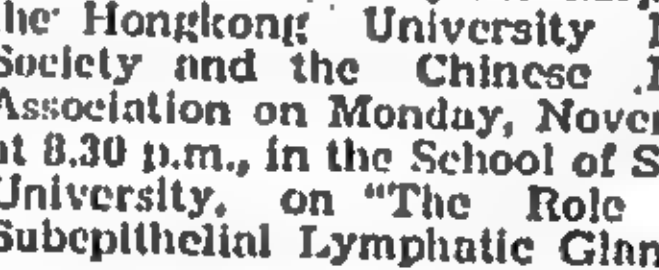 the Hongkong University
Society and the Chinese
Association on Monday, Nove
at 8.30 p.m., in the School of S
University, on "The Role
Subepithelial Lymphatic Glan